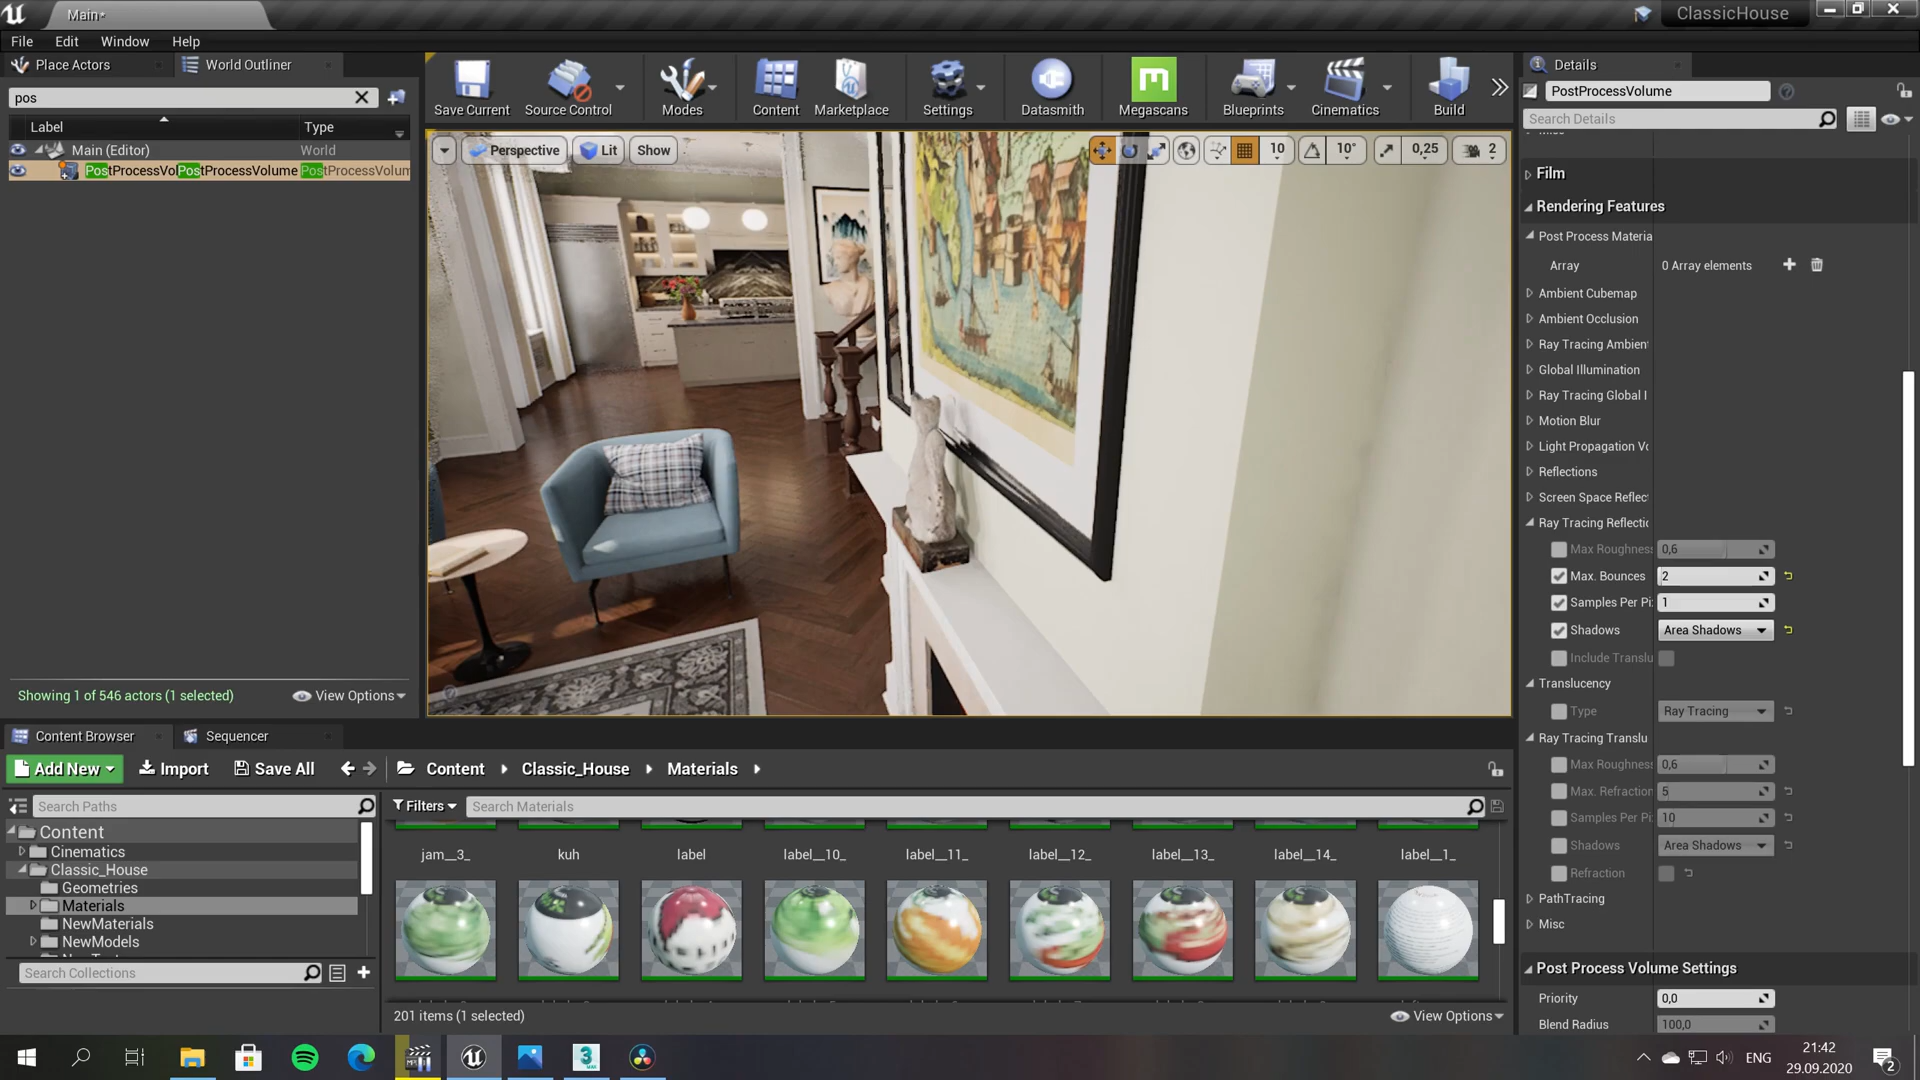 Main*
ClassicHouse
File Edit Window Help
Place Actors
World Outliner
pos
Label Type
Main (Editor) World
PostProcessVolPostProcessVolume PostProcessVolum
Showing 1 of 546 actors (1 selected)
View Options
Save Current
Source Control
Modes
Content
Marketplace
Settings
Datasmith
Megascans
Blueprints
Cinematics
Build
Perspective
Lit
Show
10
10°
0,25
2
Details
PostProcessVolume
Search Details
Film
Rendering Features
Post Process Materia
Array 0 Array elements
Ambient Cubemap
Ambient Occlusion
Ray Tracing Ambien
Global Illumination
Ray Tracing Global I
Motion Blur
Light Propagation Vo
Reflections
Screen Space Reflec
Ray Tracing Reflectio
Max Roughness 0,6
Max. Bounces 2
Samples Per Pi 1
Shadows Area Shadows
Include Translu
Translucency
Type Ray Tracing
Ray Tracing Translu
Max Roughness 0,6
Max. Refraction 5
Samples Per Pi 10
Shadows Area Shadows
Refraction
PathTracing
Misc
Post Process Volume Settings
Priority 0,0
Blend Radius 100,0
Content Browser
Sequencer
Add New
Import
Save All
Content
Classic_House
Materials
Search Paths
Filters
Search Materials
Content
Cinematics
Classic_House
Geometries
Materials
NewMaterials
NewModels
Search Collections
jam__3_ kuh label label__10_ label__11_ label__12_ label__13_ label__14_ label__1_
201 items (1 selected)
View Options
ENG
21:42
29.09.2020
2